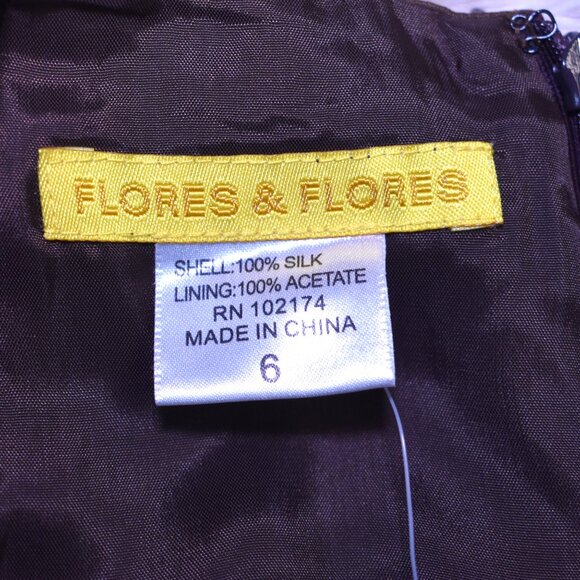 FLORES & FLORES
SHELL:100% SILK
LINING:100% ACETATE
RN 102174
MADE IN CHINA
6